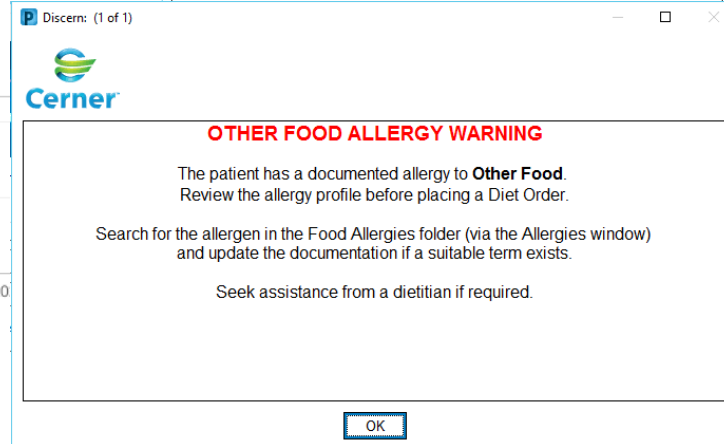 Discern: (1 of 1)
Cerner
OTHER FOOD ALLERGY WARNING
The patient has a documented allergy to Other Food.
Review the allergy profile before placing a Diet Order.
Search for the allergen in the Food Allergies folder (via the Allergies window)
and update the documentation if a suitable term exists.
0
Seek assistance from a dietitian if required.
OK